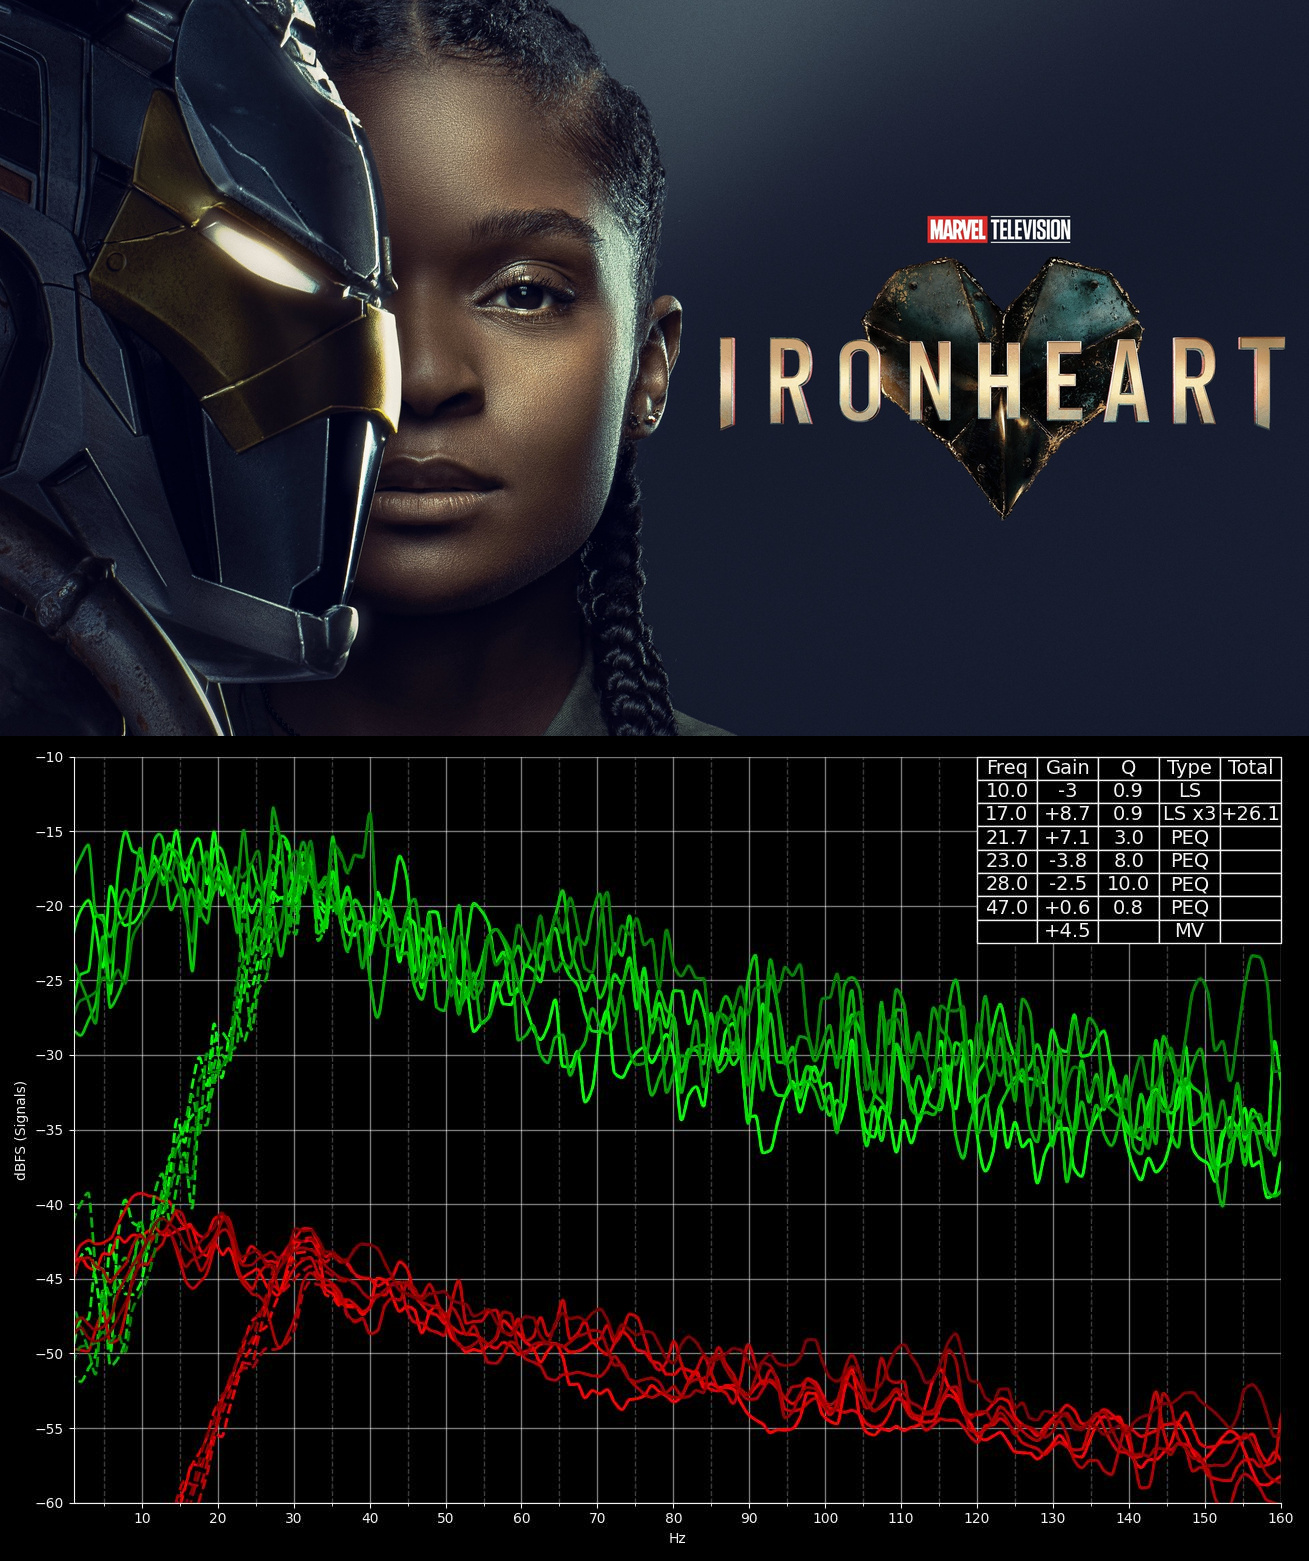 MARVEL TELEVISION
IRONHEART
Freq Gain Q Type Total
10.0 -3 0.9 LS
17.0 +8.7 0.9 LS x3 +26.1
21.7 +7.1 3.0 PEQ
23.0 -3.8 8.0 PEQ
28.0 -2.5 10.0 PEQ
47.0 +0.6 0.8 PEQ
+4.5 MV
−10
−15
−20
−25
−30
−35
−40
−45
−50
−55
−60
dBFS (Signals)
10 20 30 40 50 60 70 80 90 100 110 120 130 140 150 160
Hz